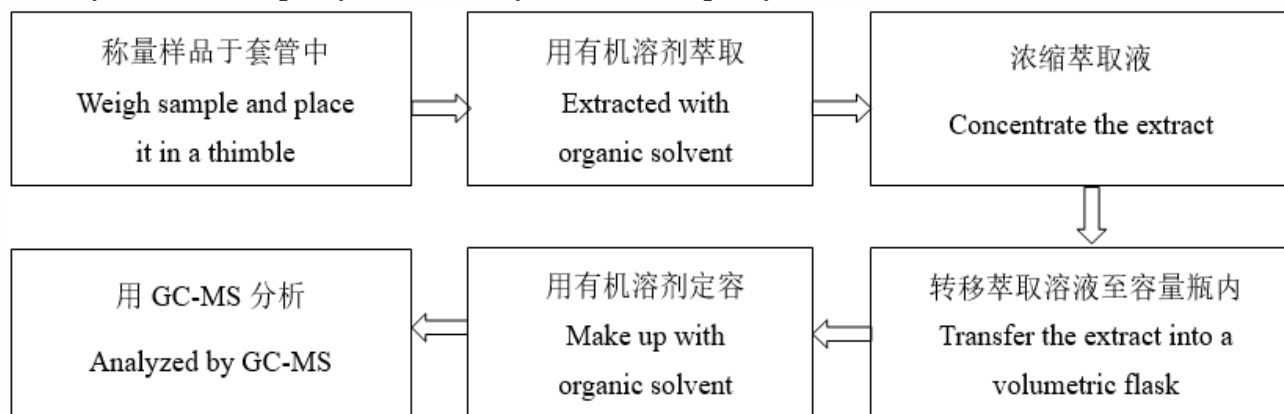 称量样品于套管中
Weigh sample and place
it in a thimble
用有机溶剂萃取
Extracted with
organic solvent
浓缩萃取液
Concentrate the extract
转移萃取溶液至容量瓶内
Transfer the extract into a
volumetric flask
用有机溶剂定容
Make up with
organic solvent
用 GC-MS 分析
Analyzed by GC-MS